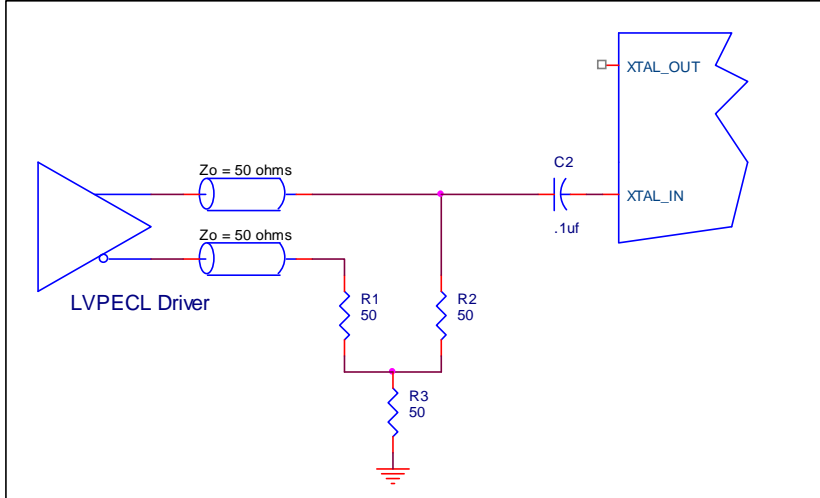 XTAL_OUT
C2
Zo = 50 ohms
XTAL_IN
.1uf
Zo = 50 ohms
LVPECL Driver
R1
50
R2
50
R3
50